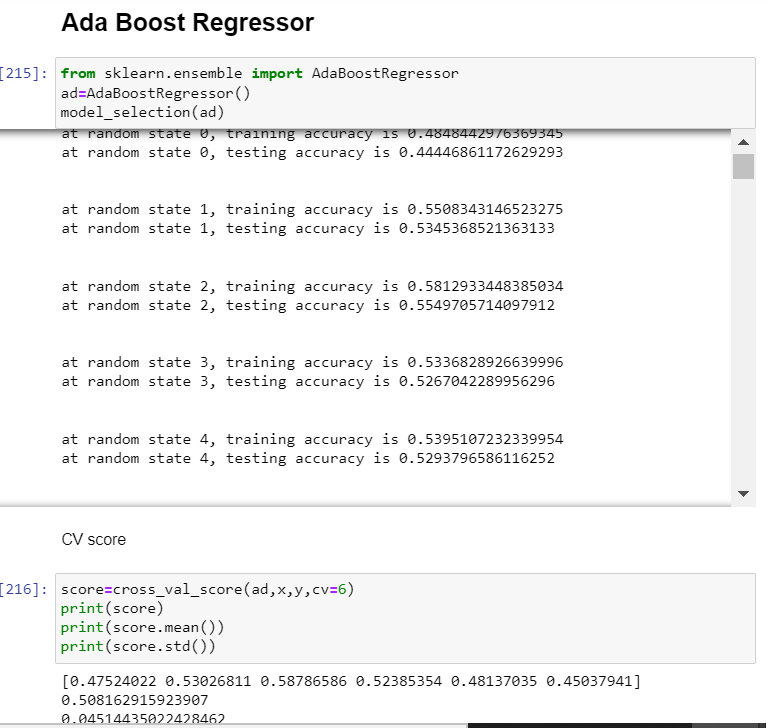 Ada Boost Regressor
[215]: from sklearn.ensemble import AdaBoostRegressor
ad=AdaBoostRegressor()
model_selection(ad)
at random state 0, training accuracy is 0.4848442976369345
at random state 0, testing accuracy is 0.44446861172629293
at random state 1, training accuracy is 0.5508343146523275
at random state 1, testing accuracy is 0.5345368521363133
at random state 2, training accuracy is 0.5812933448385034
at random state 2, testing accuracy is 0.5549705714097912
at random state 3, training accuracy is 0.5336828926639996
at random state 3, testing accuracy is 0.5267042289956296
at random state 4, training accuracy is 0.5395107232339954
at random state 4, testing accuracy is 0.5293796586116252
CV score
[216]: score=cross_val_score(ad,x,y,cv=6)
print(score)
print(score.mean())
print(score.std())
[0.47524022 0.53026811 0.58786586 0.52385354 0.48137035 0.45037941]
0.508162915923907
0.04514435022428462